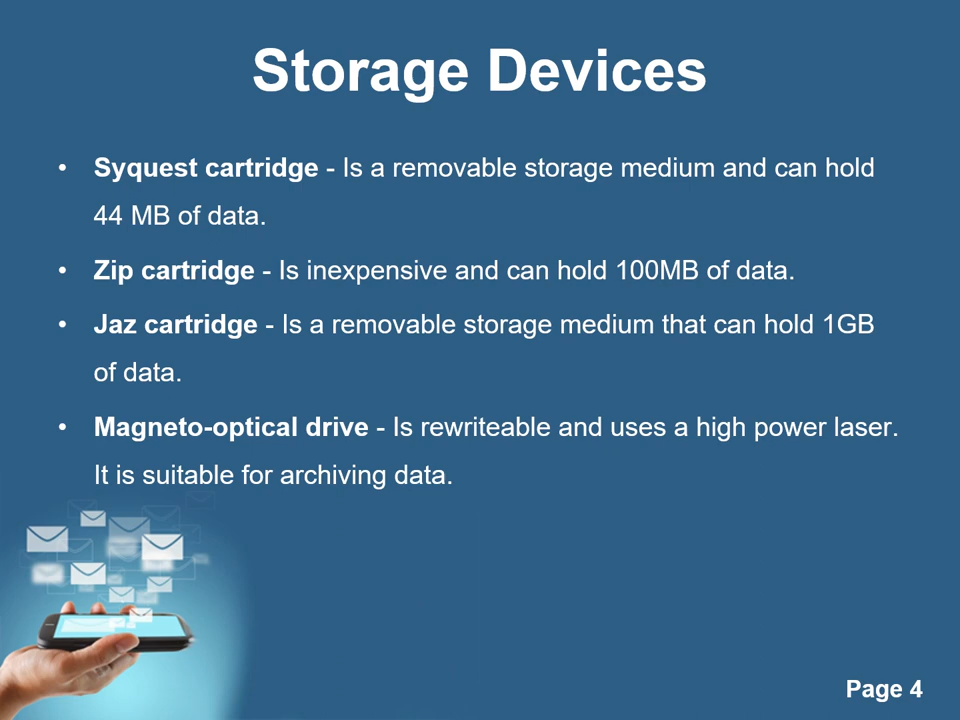 Storage Devices
• Syquest cartridge - Is a removable storage medium and can hold
44 MB of data.
• Zip cartridge - Is inexpensive and can hold 100MB of data.
• Jaz cartridge - Is a removable storage medium that can hold 1GB
of data.
• Magneto-optical drive - Is rewriteable and uses a high power laser.
It is suitable for archiving data.
Page 4